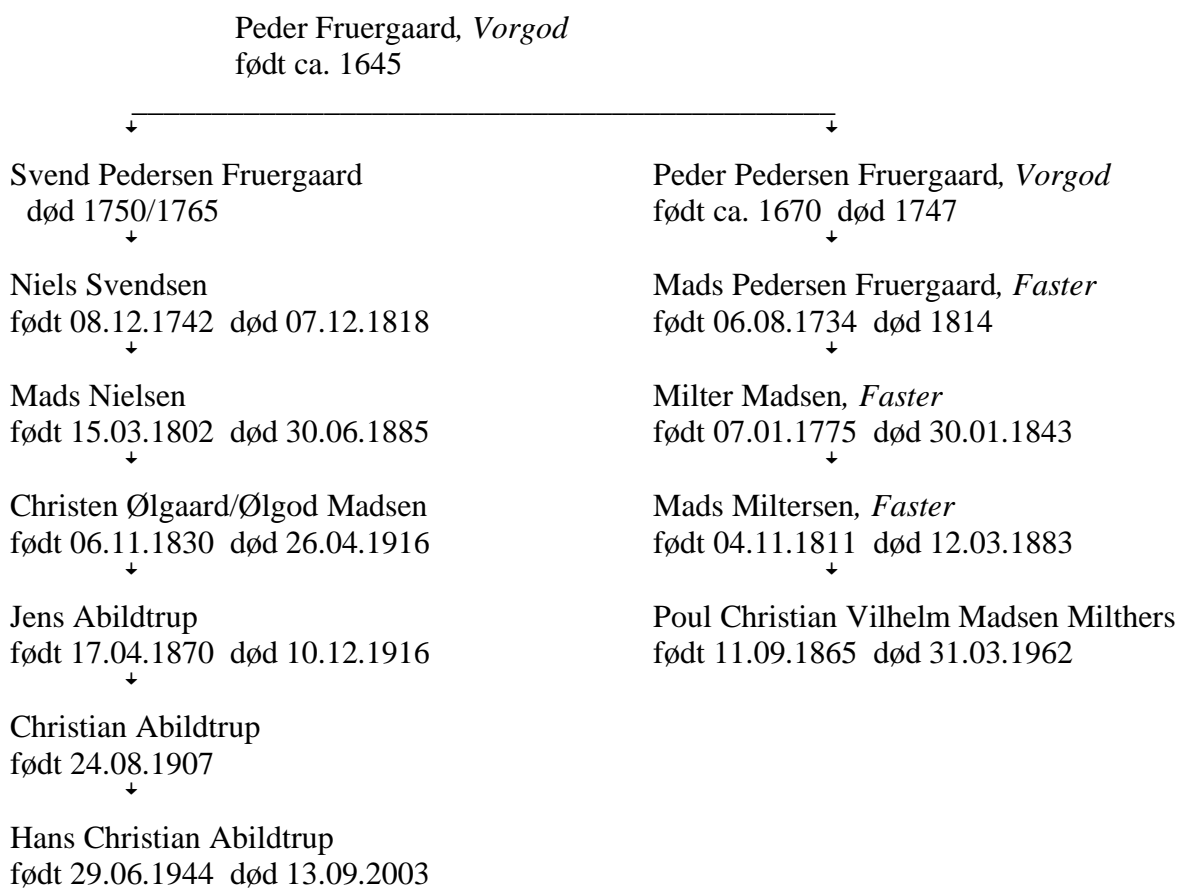 Peder Fruergaard, Vorgod
født ca. 1645
Svend Pedersen Fruergaard
død 1750/1765
Niels Svendsen
født 08.12.1742 død 07.12.1818
Mads Nielsen
født 15.03.1802 død 30.06.1885
Christen Ølgaard/Ølgod Madsen
født 06.11.1830 død 26.04.1916
Jens Abildtrup
født 17.04.1870 død 10.12.1916
Christian Abildtrup
født 24.08.1907
Hans Christian Abildtrup
født 29.06.1944 død 13.09.2003
Peder Pedersen Fruergaard, Vorgod
født ca. 1670 død 1747
Mads Pedersen Fruergaard, Faster
født 06.08.1734 død 1814
Milter Madsen, Faster
født 07.01.1775 død 30.01.1843
Mads Miltersen, Faster
født 04.11.1811 død 12.03.1883
Poul Christian Vilhelm Madsen Milthers
født 11.09.1865 død 31.03.1962